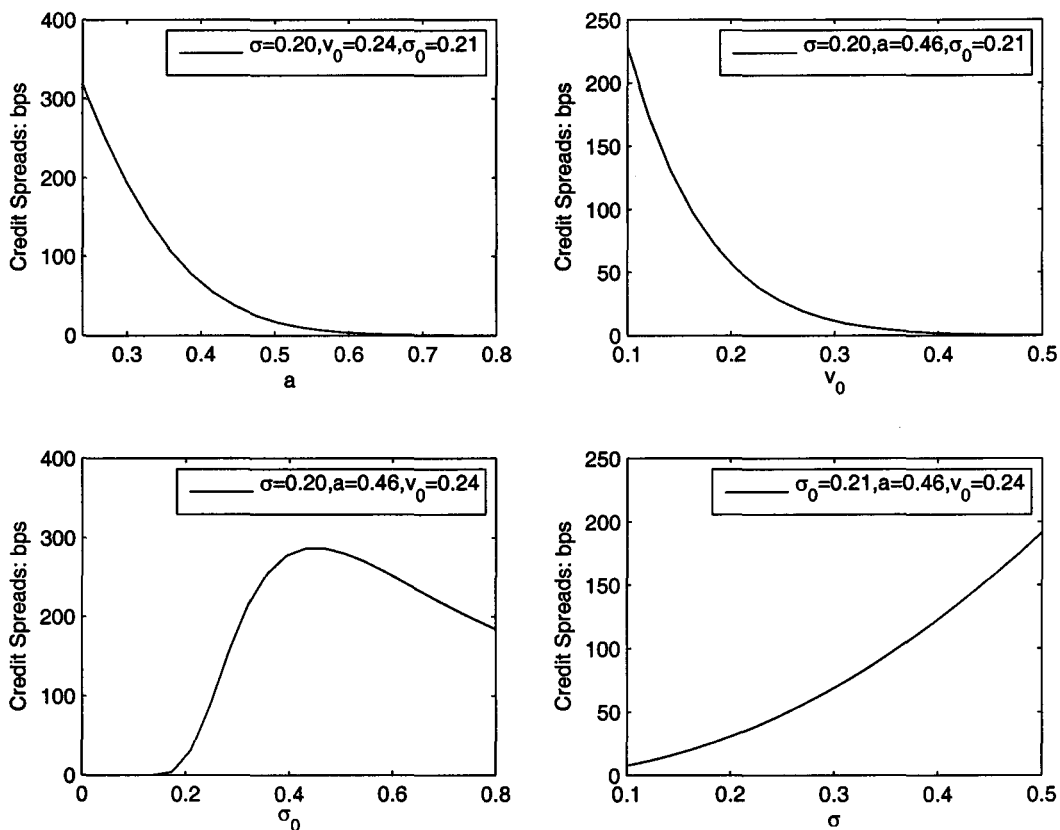 400
300
200
100
0
Credit Spreads: bps
σ=0.20,v₀=0.24,σ₀=0.21
0.3 0.4 0.5 0.6 0.7 0.8
a
250
200
150
100
50
0
Credit Spreads: bps
σ=0.20,a=0.46,σ₀=0.21
0.1 0.2 0.3 0.4 0.5
v₀
400
300
200
100
0
Credit Spreads: bps
σ=0.20,a=0.46,v₀=0.24
0 0.2 0.4 0.6 0.8
σ₀
250
200
150
100
50
0
Credit Spreads: bps
σ₀=0.21,a=0.46,v₀=0.24
0.1 0.2 0.3 0.4 0.5
σ